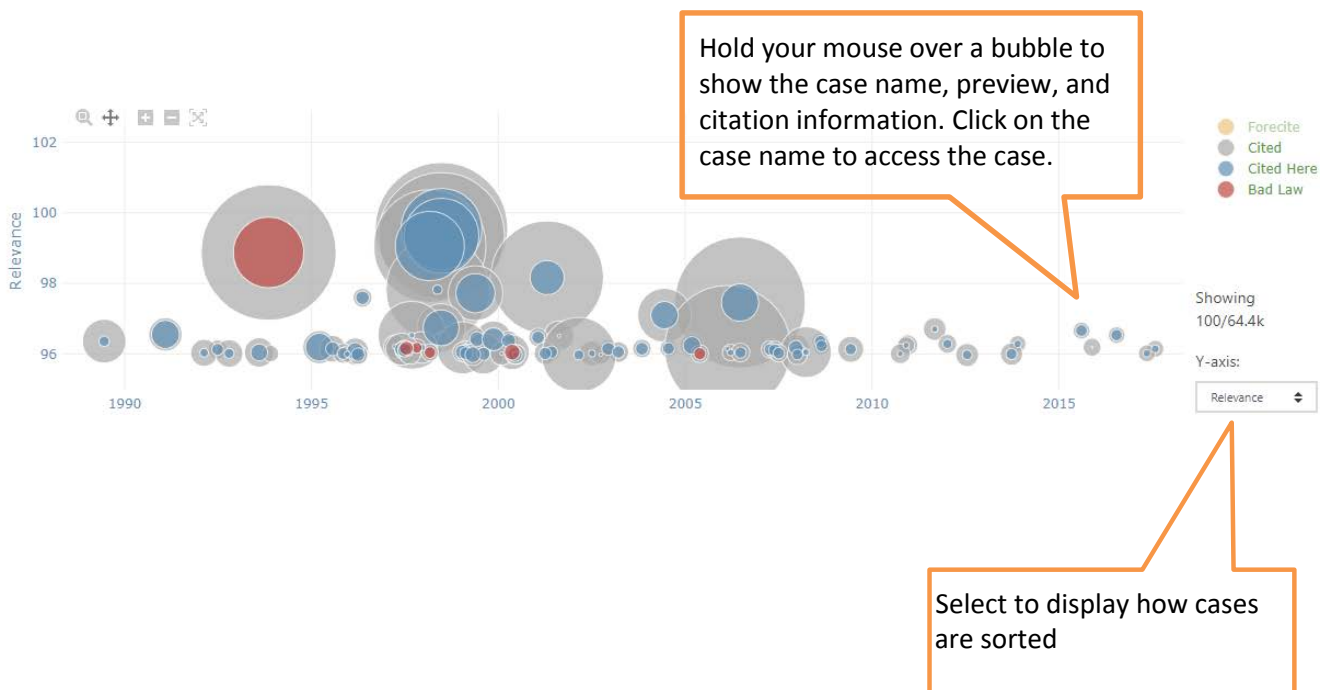 Hold your mouse over a bubble to
show the case name, preview, and
citation information. Click on the
case name to access the case.
Forecite
Cited
Cited Here
Bad Law
102
100
98
96
Relevance
1990
1995
2000
2005
2010
2015
Showing
100/64.4k
Y-axis:
Relevance
Select to display how cases
are sorted